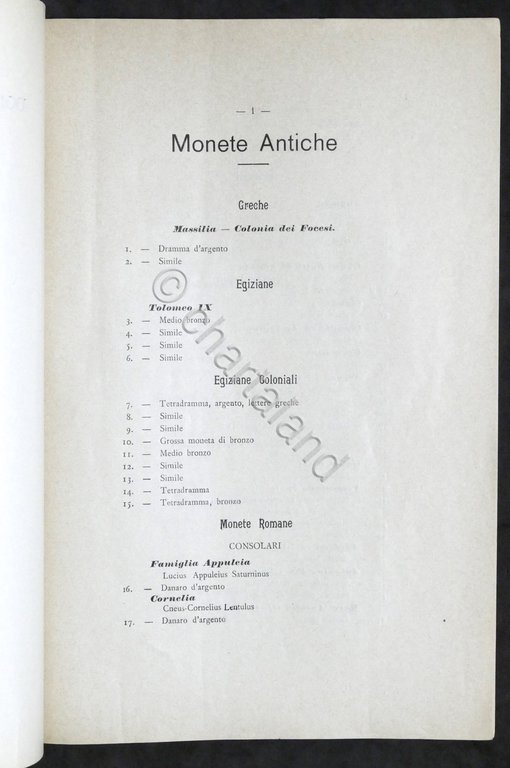 — 1 —
Monete Antiche
Greche
Massilia — Colonia dei Focesi.
1. — Dramma d'argento
2. — Simile
Egiziane
Tolomeo IX
3. — Medio bronzo
4. — Simile
5. — Simile
6. — Simile
Egiziane Coloniali
7. — Tetradramma, argento, lettere greche
8. — Simile
9. — Simile
10. — Grossa moneta di bronzo
11. — Medio bronzo
12. — Simile
13. — Simile
14. — Tetradramma
15. — Tetradramma, bronzo
Monete Romane
CONSOLARI
Famiglia Appuleia
Lucius Appuleius Saturninus
16. — Danaro d'argento
Cornelia
Cneus-Cornelius Lentulus
17. — Danaro d'argento
© chartaland